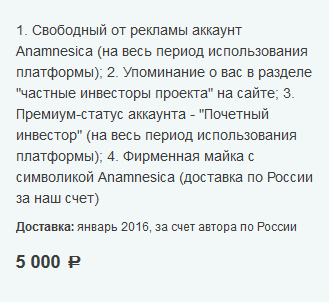 1. Свободный от рекламы аккаунт
Anamnesica (на весь период использования
платформы); 2. Упоминание о вас в разделе
"частные инвесторы проекта" на сайте; 3.
Премиум-статус аккаунта - "Почетный
инвестор" (на весь период использования
платформы); 4. Фирменная майка с
символикой Anamnesica (доставка по России
за наш счет)
Доставка: январь 2016, за счет автора по России
5 000 ₽